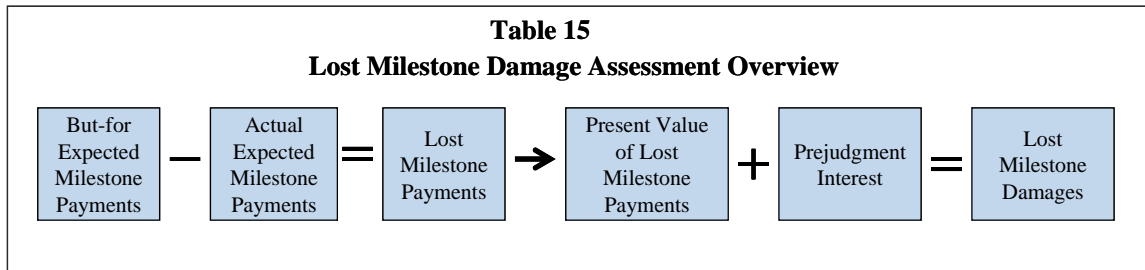 Table 15
Lost Milestone Damage Assessment Overview
But-for
Expected
Milestone
Payments
−
Actual
Expected
Milestone
Payments
=
Lost
Milestone
Payments
→
Present Value
of Lost
Milestone
Payments
+
Prejudgment
Interest
=
Lost
Milestone
Damages